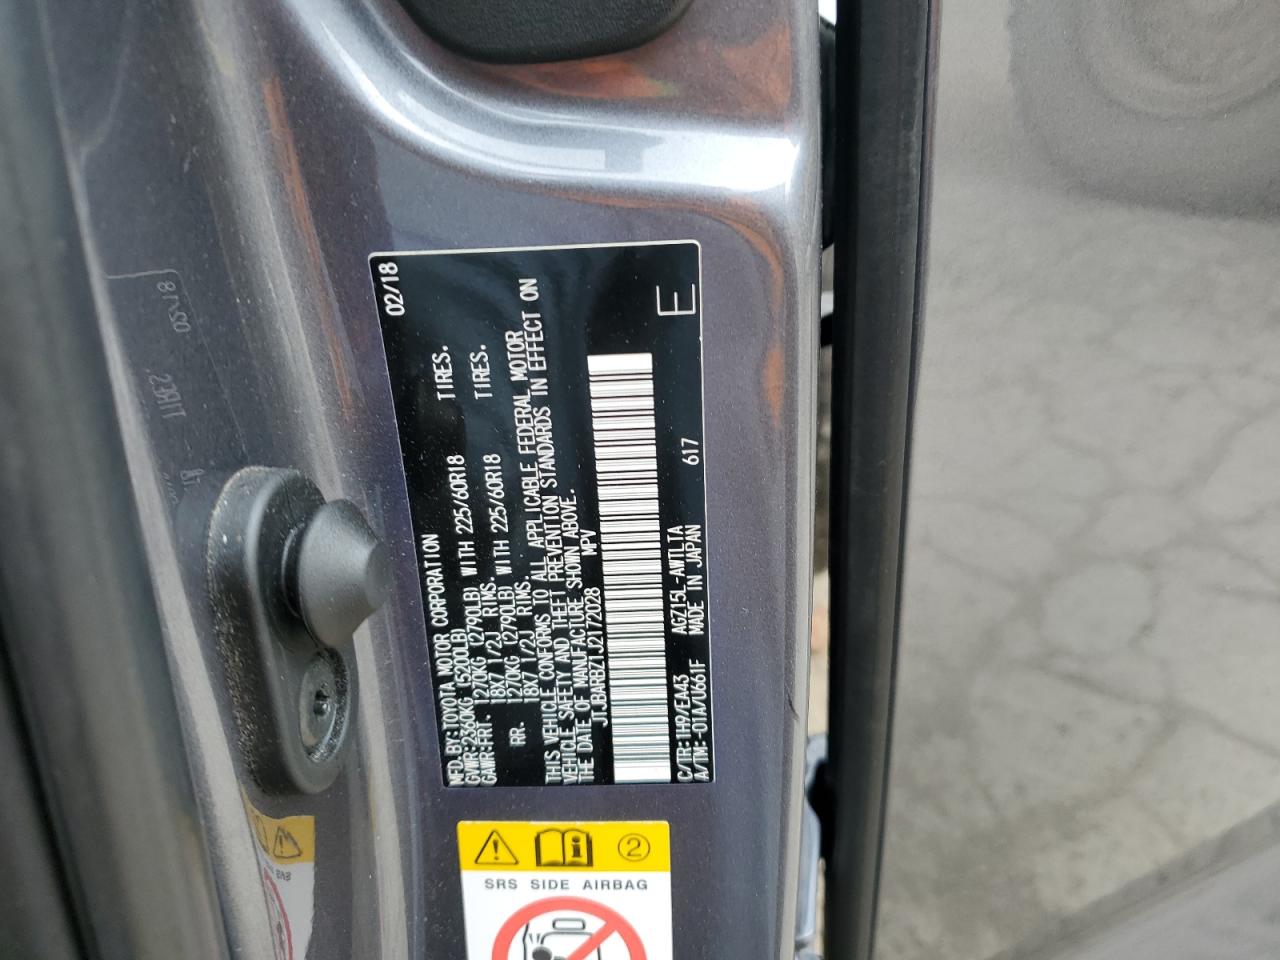 MFD.BY:TOYOTA MOTOR CORPORATION 02/18
GVWR:2360KG (5200LB)
GAWR:FRT. 1270KG (2790LB) WITH 225/60R18 TIRES.
18X7 1/2J RIMS.
RR. 1270KG (2790LB) WITH 225/60R18 TIRES.
18X7 1/2J RIMS.
THIS VEHICLE CONFORMS TO ALL APPLICABLE FEDERAL MOTOR
VEHICLE SAFETY AND THEFT PREVENTION STANDARDS IN EFFECT ON
THE DATE OF MANUFACTURE SHOWN ABOVE.
JTJBARBZ1J2172028 MPV
C/TR:1H9/EA43 AGZ15L-AWTLTA 617 E
A/TM:-01A/U661F MADE IN JAPAN
2
SRS SIDE AIRBAG